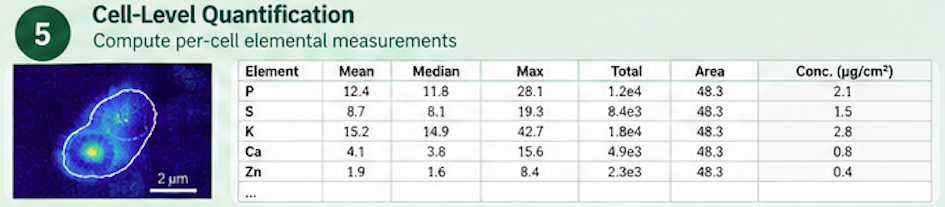 5
Cell-Level Quantification
Compute per-cell elemental measurements
2 μm
Element Mean Median Max Total Area Conc. (μg/cm²)
P 12.4 11.8 28.1 1.2e4 48.3 2.1
S 8.7 8.1 19.3 8.4e3 48.3 1.5
K 15.2 14.9 42.7 1.8e4 48.3 2.8
Ca 4.1 3.8 15.6 4.9e3 48.3 0.8
Zn 1.9 1.6 8.4 2.3e3 48.3 0.4
...